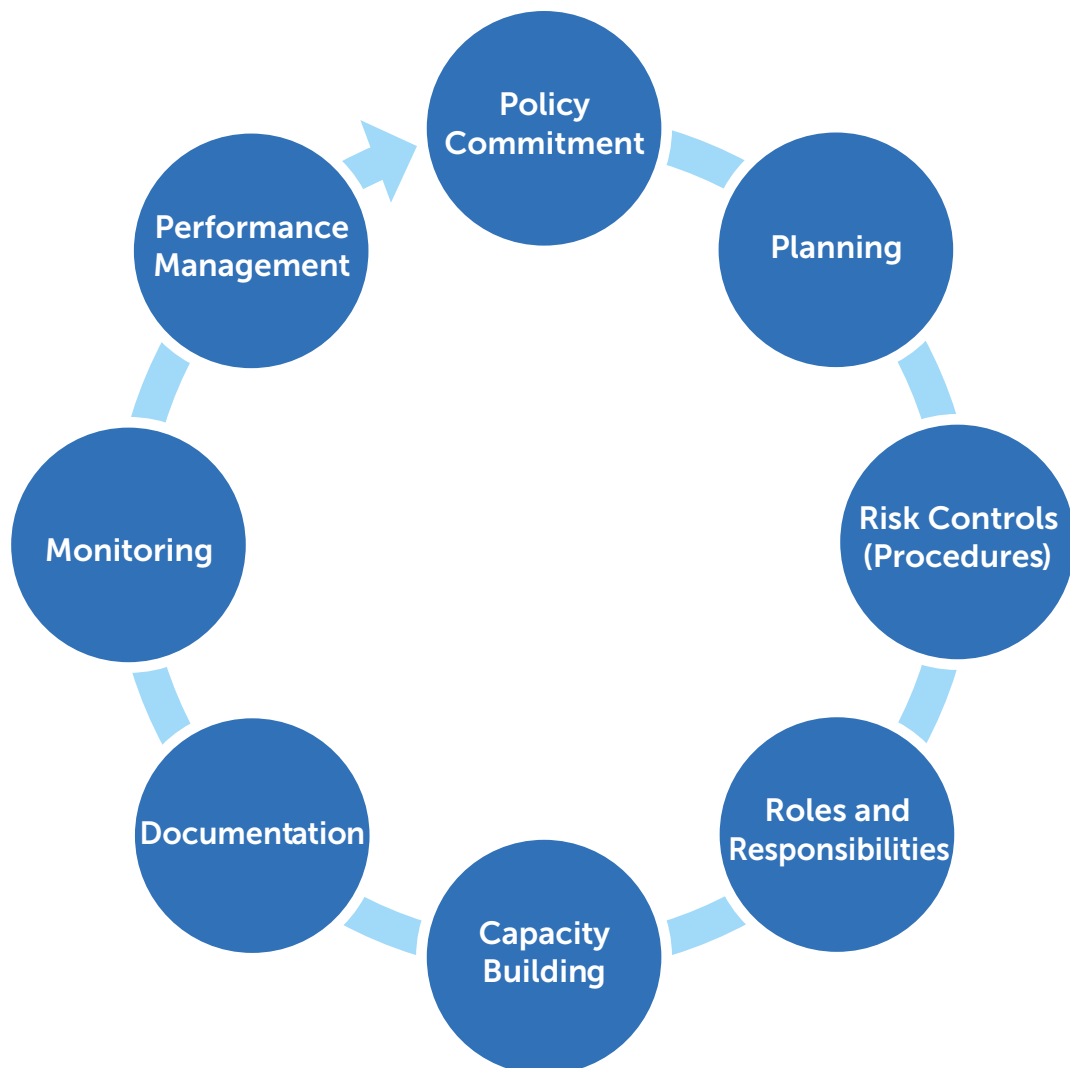 Policy
Commitment
Planning
Risk Controls
(Procedures)
Roles and
Responsibilities
Capacity
Building
Documentation
Monitoring
Performance
Management